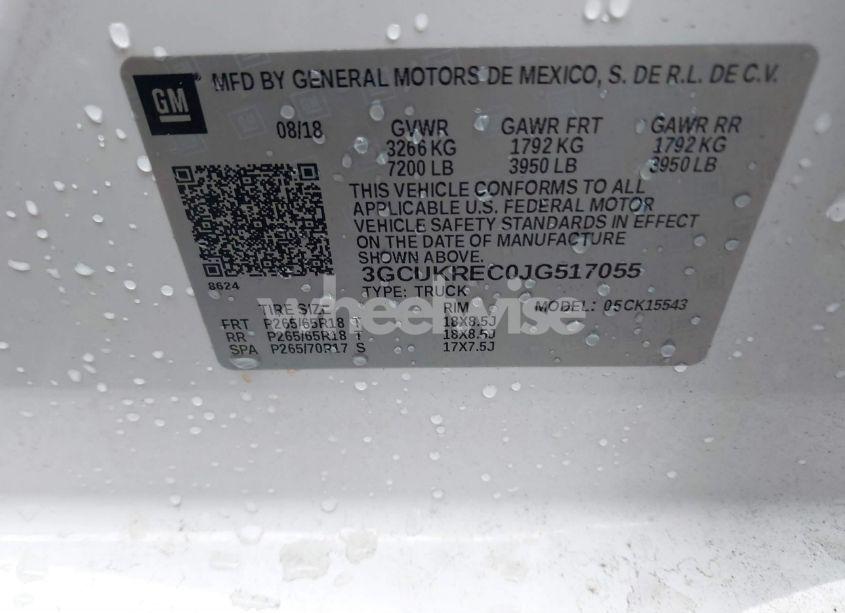 GM
MFD BY GENERAL MOTORS DE MEXICO, S. DE R.L. DE C.V.
08/18 GVWR GAWR FRT GAWR RR
3266 KG 1792 KG 1792 KG
7200 LB 3950 LB 3950 LB
THIS VEHICLE CONFORMS TO ALL
APPLICABLE U.S. FEDERAL MOTOR
VEHICLE SAFETY STANDARDS IN EFFECT
ON THE DATE OF MANUFACTURE
SHOWN ABOVE.
3GCUKREC0JG517055
8624
TYPE: TRUCK
TIRE SIZE RIM MODEL: 05CK15543
FRT P265/65R18 T 18X8.5J
RR P265/65R18 T 18X8.5J
SPA P265/70R17 S 17X7.5J
wheelwise